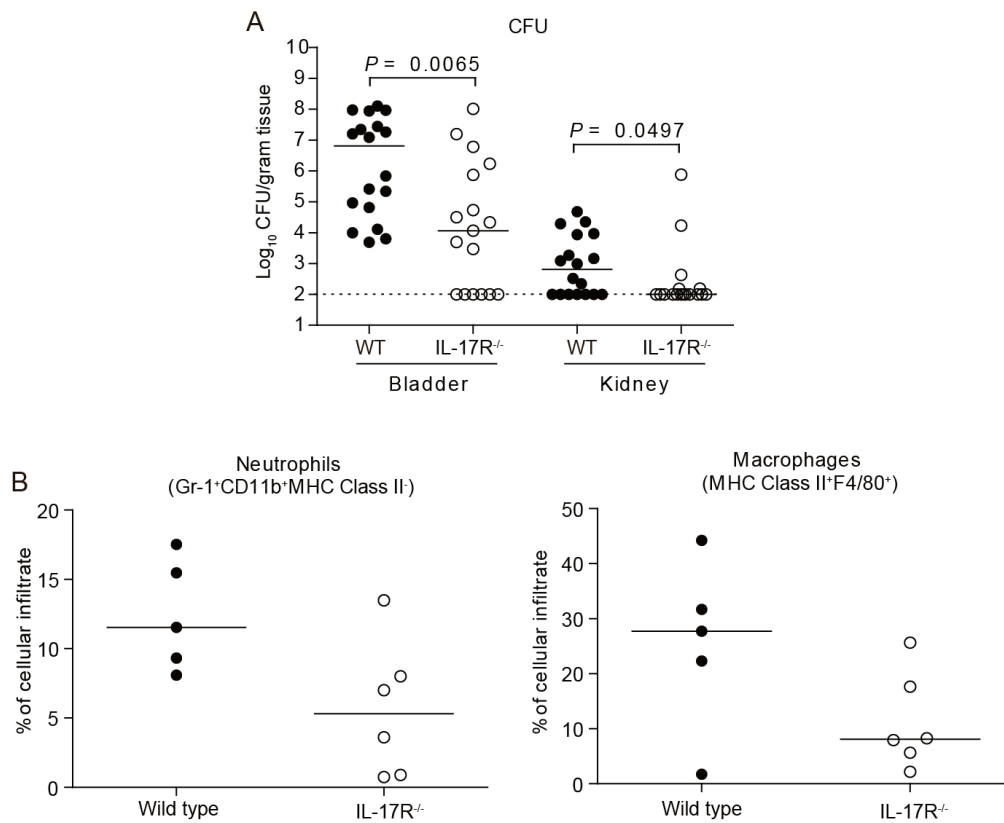 A
CFU
Log₁₀ CFU/gram tissue
10
9
8
7
6
5
4
3
2
1
P = 0.0065
P = 0.0497
WT IL-17R⁻/⁻ WT IL-17R⁻/⁻
Bladder Kidney
B
Neutrophils
(Gr-1⁺CD11b⁺MHC Class II⁻)
% of cellular infiltrate
20
15
10
5
0
Wild type IL-17R⁻/⁻
Macrophages
(MHC Class II⁺F4/80⁺)
% of cellular infiltrate
50
40
30
20
10
0
Wild type IL-17R⁻/⁻